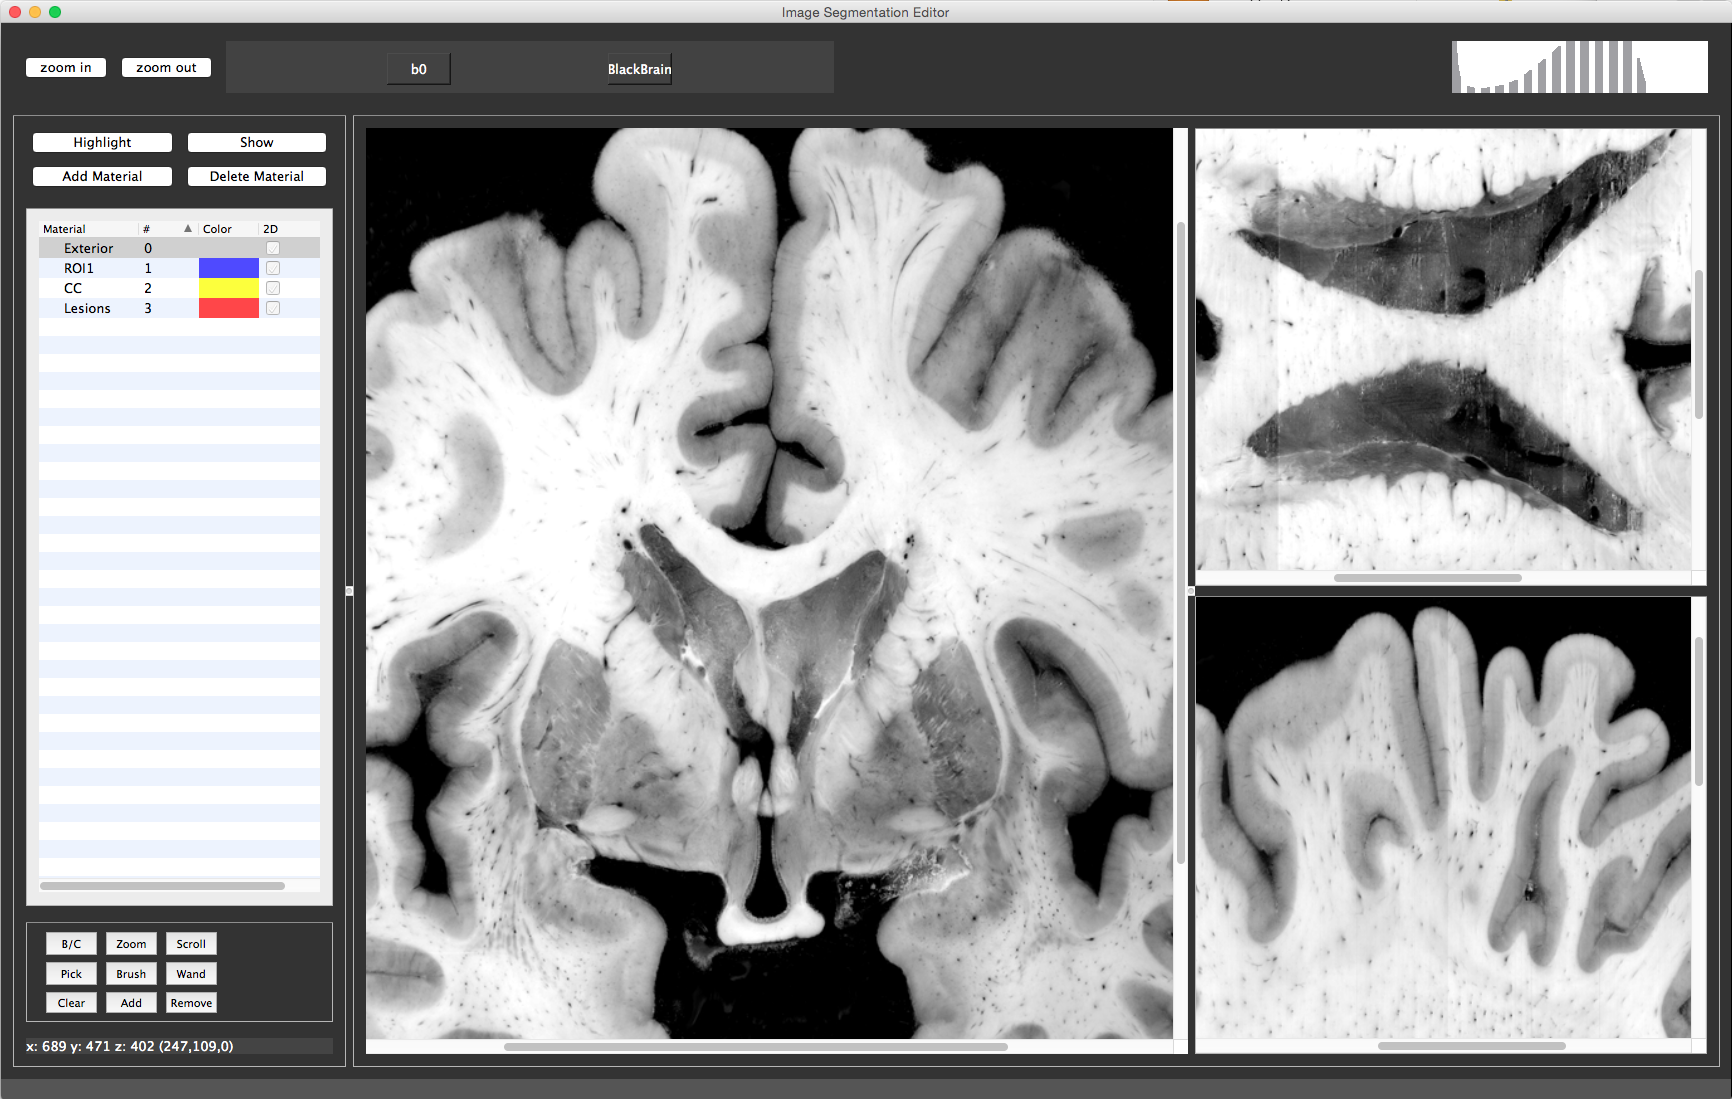 Image Segmentation Editor
zoom in zoom out b0 BlackBrain
Highlight Show
Add Material Delete Material
Material # Color 2D
Exterior 0
ROI1 1
CC 2
Lesions 3
B/C Zoom Scroll
Pick Brush Wand
Clear Add Remove
x: 689 y: 471 z: 402 (247,109,0)